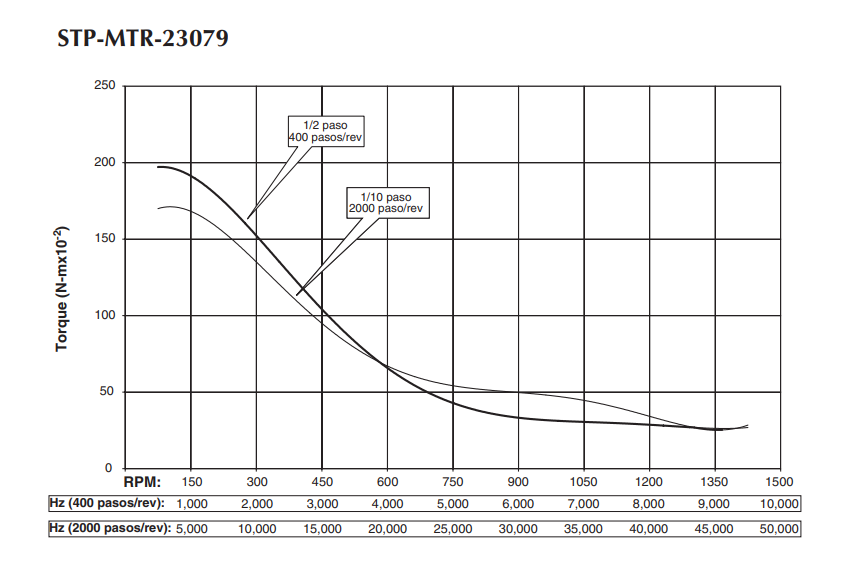 STP-MTR-23079
250
1/2 paso
400 pasos/rev
200
1/10 paso
2000 paso/rev
150
100
50
0
Torque (N-mx10-2)
RPM: 150 300 450 600 750 900 1050 1200 1350 1500
Hz (400 pasos/rev): 1,000 2,000 3,000 4,000 5,000 6,000 7,000 8,000 9,000 10,000
Hz (2000 pasos/rev): 5,000 10,000 15,000 20,000 25,000 30,000 35,000 40,000 45,000 50,000